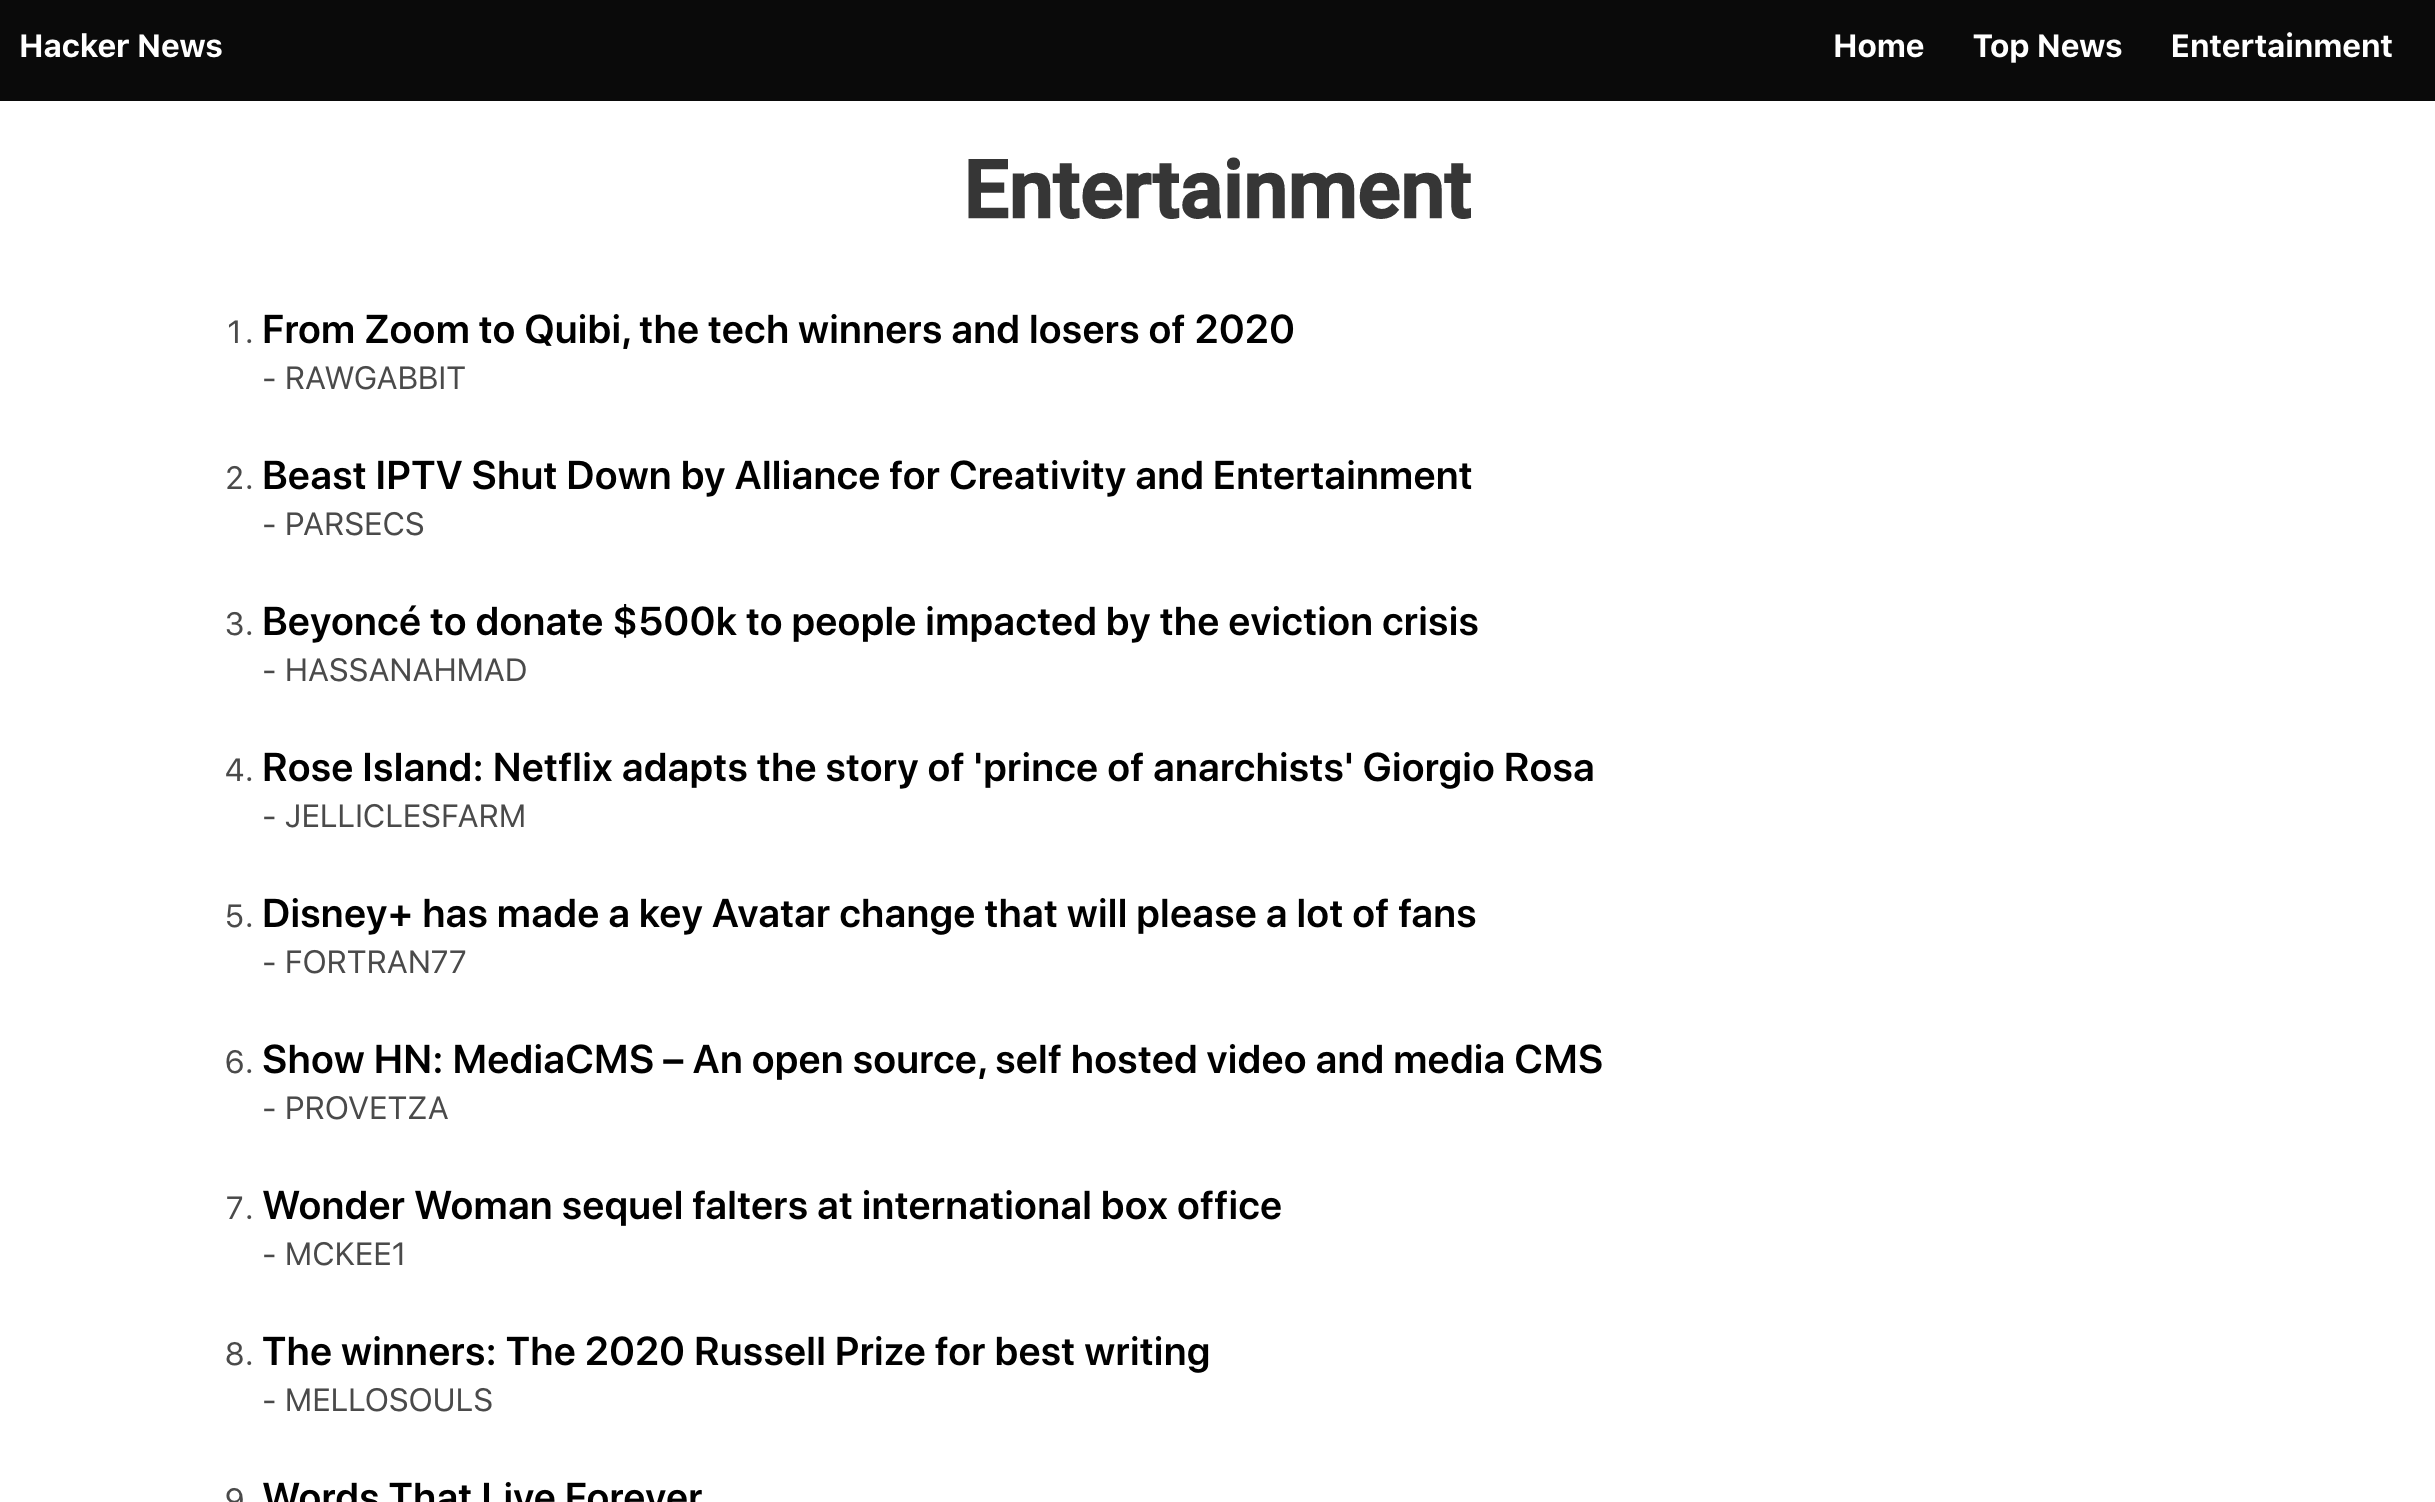 Hacker News
Home Top News Entertainment
Entertainment
1. From Zoom to Quibi, the tech winners and losers of 2020
- RAWGABBIT
2. Beast IPTV Shut Down by Alliance for Creativity and Entertainment
- PARSECS
3. Beyoncé to donate $500k to people impacted by the eviction crisis
- HASSANAHMAD
4. Rose Island: Netflix adapts the story of 'prince of anarchists' Giorgio Rosa
- JELLICLESFARM
5. Disney+ has made a key Avatar change that will please a lot of fans
- FORTRAN77
6. Show HN: MediaCMS – An open source, self hosted video and media CMS
- PROVETZA
7. Wonder Woman sequel falters at international box office
- MCKEE1
8. The winners: The 2020 Russell Prize for best writing
- MELLOSOULS
9. Words That Live Forever